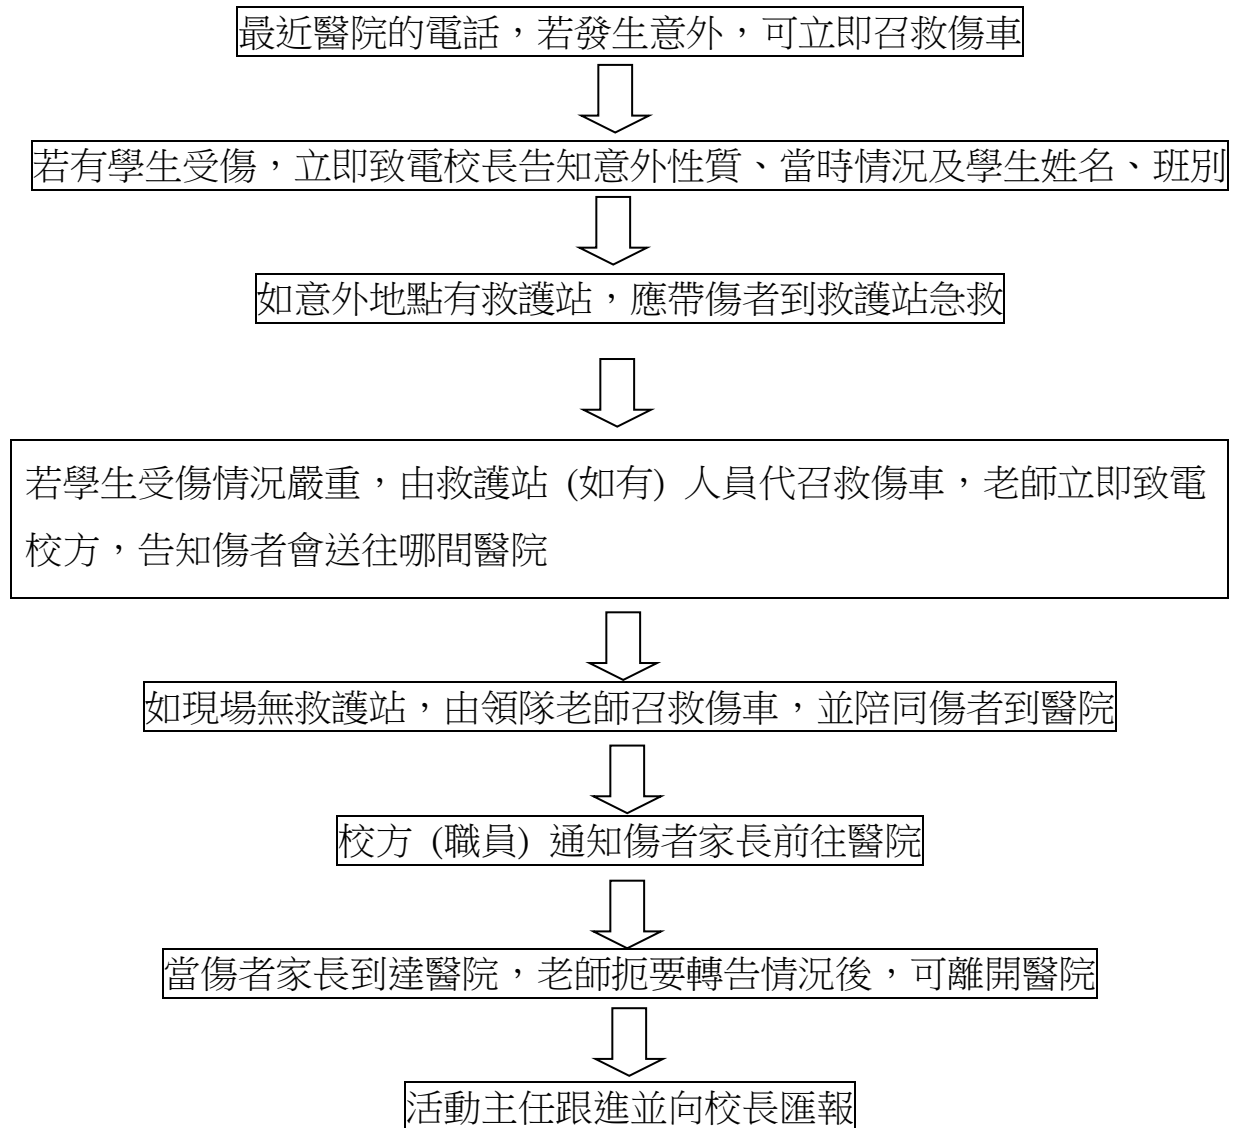 最近醫院的電話，若發生意外，可立即召救傷車
若有學生受傷，立即致電校長告知意外性質、當時情況及學生姓名、班別
如意外地點有救護站，應帶傷者到救護站急救
若學生受傷情況嚴重，由救護站 (如有) 人員代召救傷車，老師立即致電
校方，告知傷者會送往哪間醫院
如現場無救護站，由領隊老師召救傷車，並陪同傷者到醫院
校方 (職員) 通知傷者家長前往醫院
當傷者家長到達醫院，老師扼要轉告情況後，可離開醫院
活動主任跟進並向校長匯報